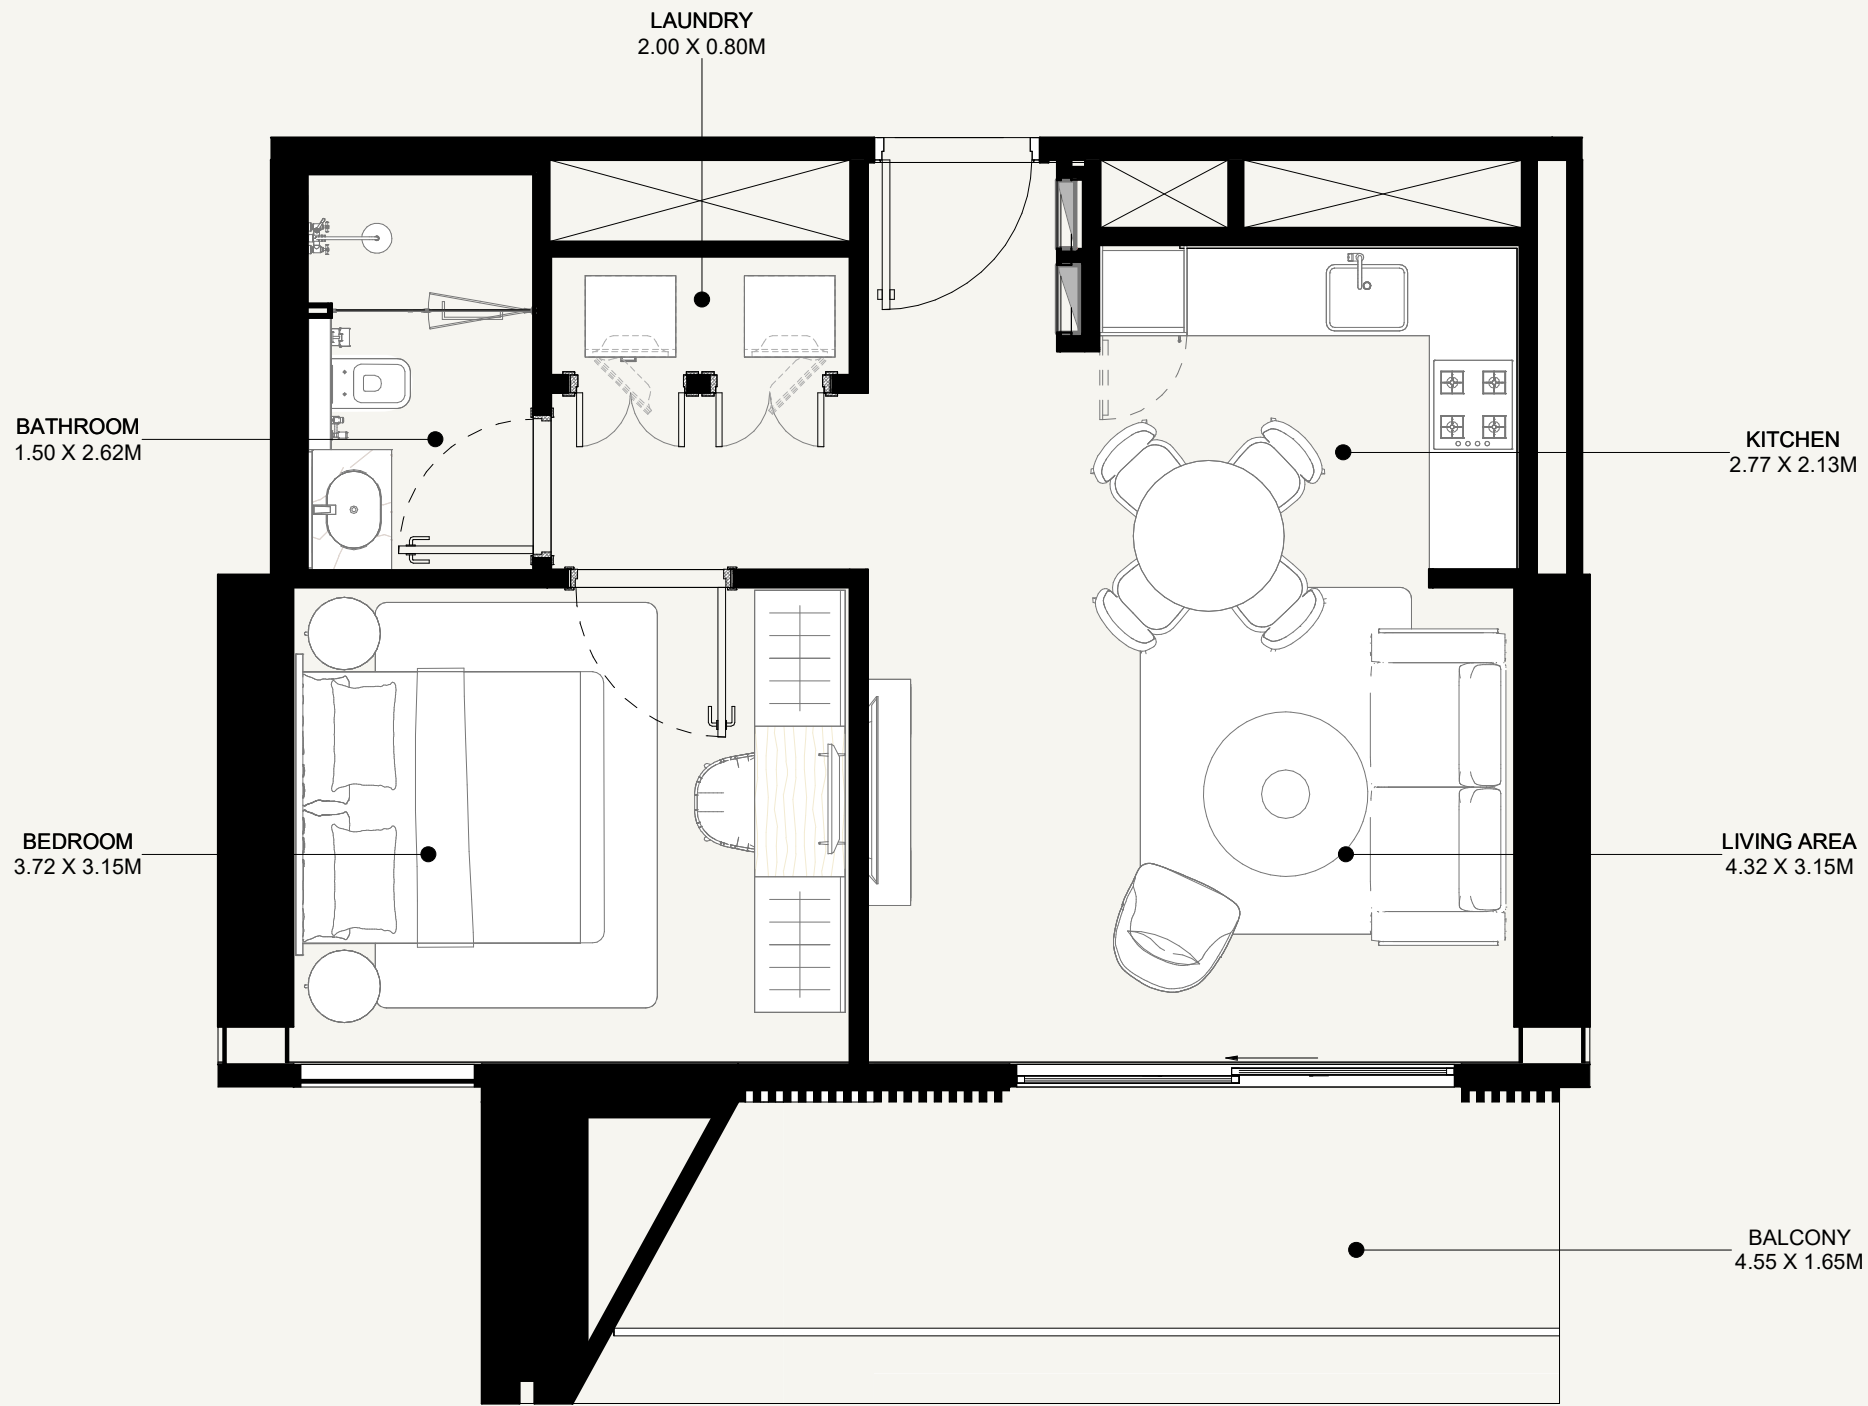 LAUNDRY
2.00 X 0.80M
BATHROOM
1.50 X 2.62M
KITCHEN
2.77 X 2.13M
BEDROOM
3.72 X 3.15M
LIVING AREA
4.32 X 3.15M
BALCONY
4.55 X 1.65M